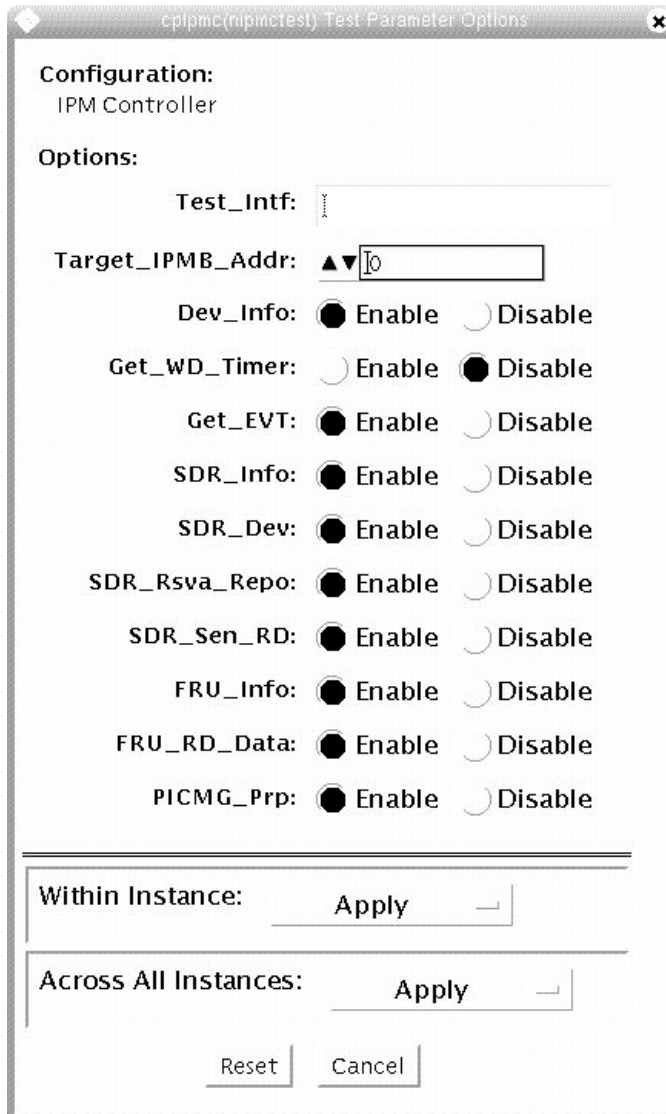 cpipmc(nipmctest) Test Parameter Options
Configuration:
IPM Controller
Options:
Test_Intf:
Target_IPMB_Addr: 0
Dev_Info: Enable Disable
Get_WD_Timer: Enable Disable
Get_EVT: Enable Disable
SDR_Info: Enable Disable
SDR_Dev: Enable Disable
SDR_Rsva_Repo: Enable Disable
SDR_Sen_RD: Enable Disable
FRU_Info: Enable Disable
FRU_RD_Data: Enable Disable
PICMG_Prp: Enable Disable
Within Instance: Apply
Across All Instances: Apply
Reset Cancel